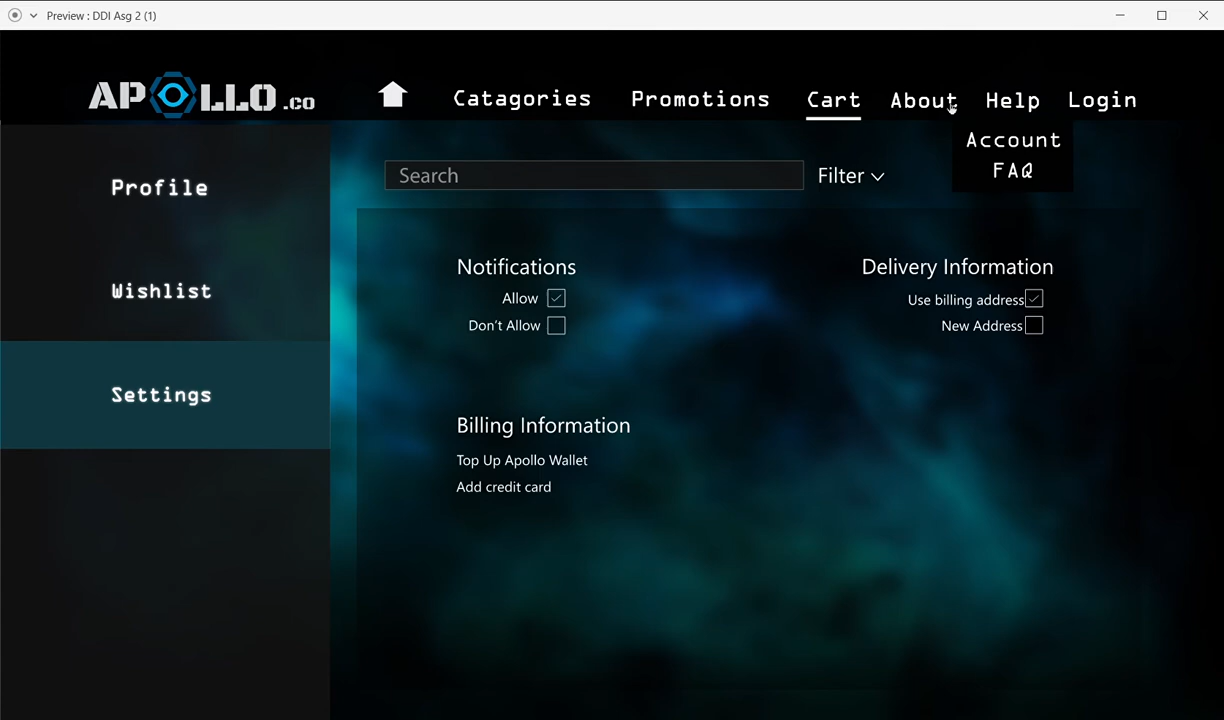 Preview : DDI Asg 2 (1)
APOLLO.co
Catagories
Promotions
Cart
About
Help
Login
Account
FAQ
Profile
Wishlist
Settings
Search
Filter
Notifications
Allow
Don't Allow
Delivery Information
Use billing address
New Address
Billing Information
Top Up Apollo Wallet
Add credit card